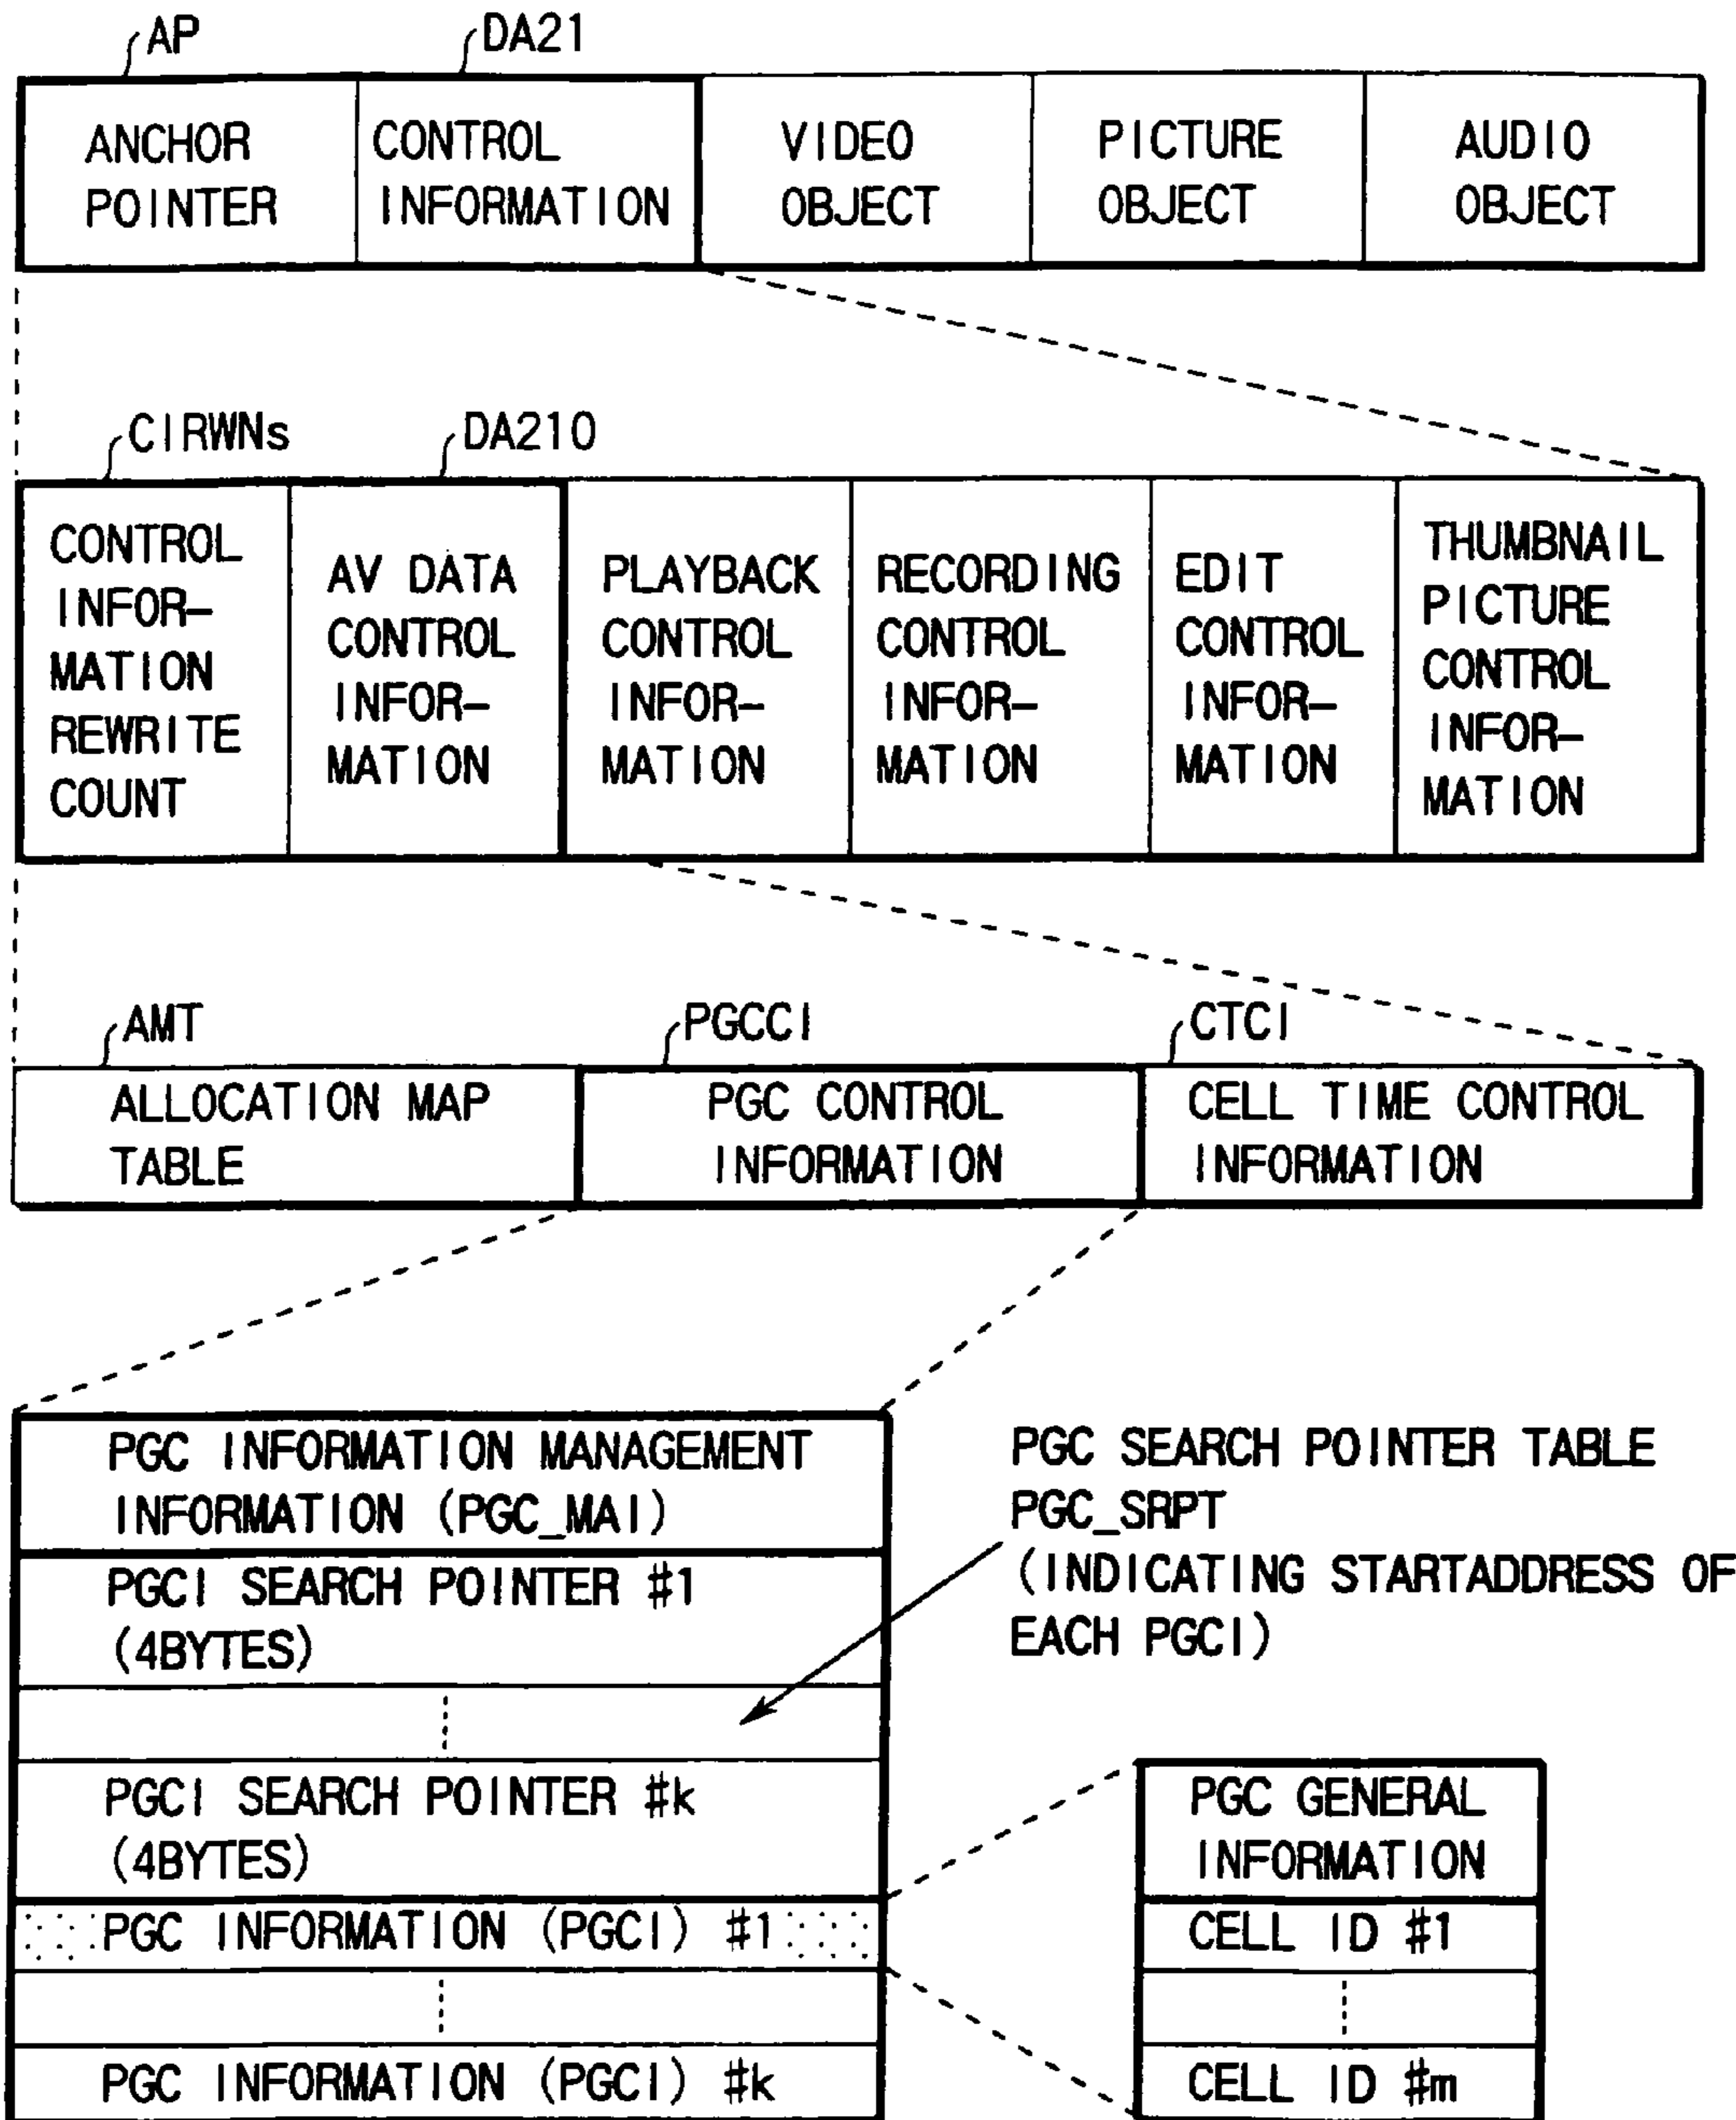 AP
DA21
ANCHOR
POINTER
CONTROL
INFORMATION
VIDEO
OBJECT
PICTURE
OBJECT
AUDIO
OBJECT
CIRWNs
DA210
CONTROL
INFOR-
MATION
REWRITE
COUNT
AV DATA
CONTROL
INFOR-
MATION
PLAYBACK
CONTROL
INFOR-
MATION
RECORDING
CONTROL
INFOR-
MATION
EDIT
CONTROL
INFOR-
MATION
THUMBNAIL
PICTURE
CONTROL
INFOR-
MATION
AMT
PGCCI
CTCI
ALLOCATION MAP
TABLE
PGC CONTROL
INFORMATION
CELL TIME CONTROL
INFORMATION
PGC INFORMATION MANAGEMENT
INFORMATION (PGC_MAI)
PGCI SEARCH POINTER #1
(4BYTES)
PGCI SEARCH POINTER #k
(4BYTES)
PGC INFORMATION (PGCI) #1
PGC INFORMATION (PGCI) #k
PGC SEARCH POINTER TABLE
PGC_SRPT
(INDICATING STARTADDRESS OF
EACH PGCI)
PGC GENERAL
INFORMATION
CELL ID #1
CELL ID #m